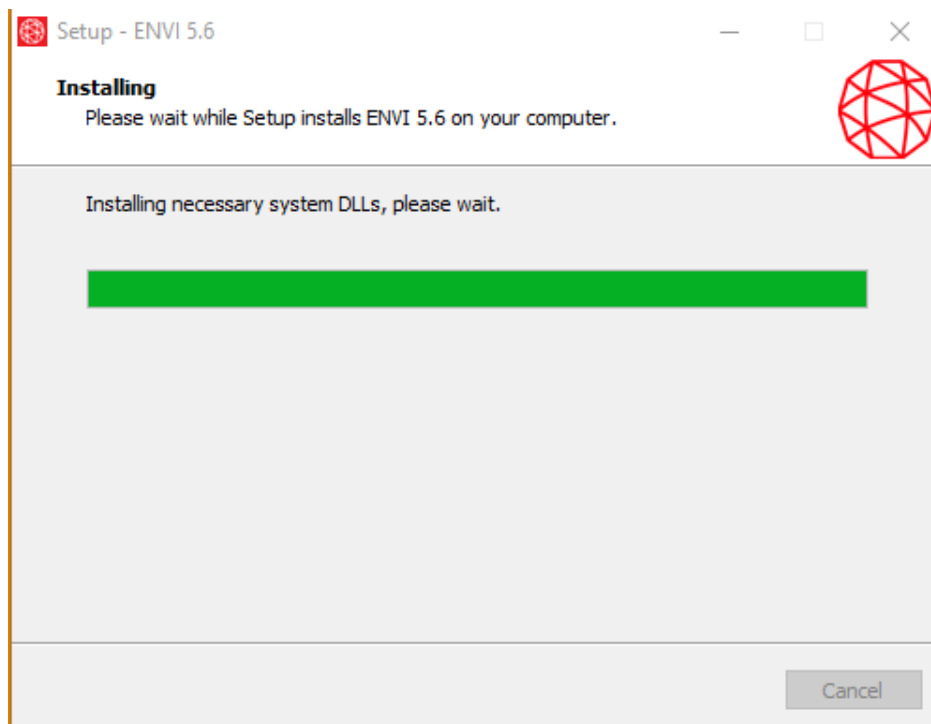 Setup - ENVI 5.6
Installing
Please wait while Setup installs ENVI 5.6 on your computer.
Installing necessary system DLLs, please wait.
Cancel